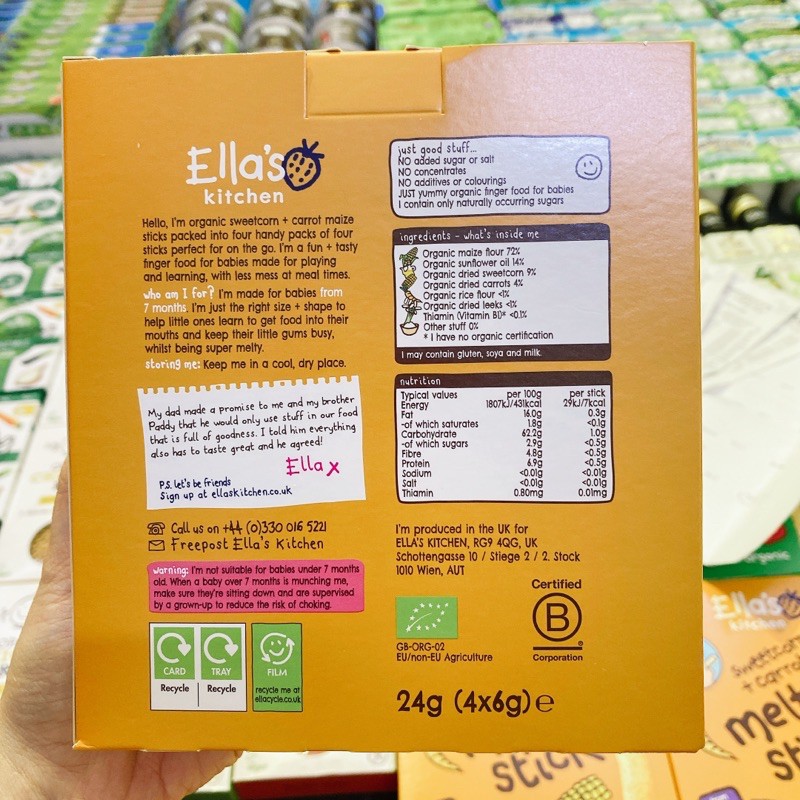 Ella's
kitchen
Hello, I'm organic sweetcorn + carrot maize
sticks packed into four handy packs of four
sticks perfect for on the go. I'm a fun + tasty
finger food for babies made for playing
and learning, with less mess at meal times.
who am I for? I'm made for babies from
7 months. I'm just the right size + shape to
help little ones learn to get food into their
mouths and keep their little gums busy,
whilst being super melty.
storing me: Keep me in a cool, dry place.
My dad made a promise to me and my brother
Paddy that he would only use stuff in our food
that is full of goodness. I told him everything
also has to taste great and he agreed!
Ella x
P.S. let's be friends
Sign up at ellaskitchen.co.uk
Call us on +44 (0)330 016 5221
Freepost Ella's Kitchen
warning: I'm not suitable for babies under 7 months
old. When a baby over 7 months is munching me,
make sure they're sitting down and are supervised
by a grown-up to reduce the risk of choking.
CARD
Recycle
TRAY
Recycle
FILM
recycle me at
ellacycle.co.uk
just good stuff...
NO added sugar or salt
NO concentrates
NO additives or colourings
JUST yummy organic finger food for babies
I contain only naturally occurring sugars
ingredients - what's inside me
Organic maize flour 72%
Organic sunflower oil 14%
Organic dried sweetcorn 9%
Organic dried carrots 4%
Organic rice flour <1%
Organic dried leeks <1%
Thiamin (Vitamin B1)* <0.1%
Other stuff 0%
* I have no organic certification
I may contain gluten, soya and milk.
nutrition
Typical values per 100g per stick
Energy 1807kJ/431kcal 29kJ/7kcal
Fat 16.0g 0.3g
-of which saturates 1.8g <0.1g
Carbohydrate 62.2g 1.0g
-of which sugars 2.9g <0.5g
Fibre 4.8g <0.5g
Protein 6.9g <0.5g
Sodium <0.01g <0.01g
Salt <0.01g <0.01g
Thiamin 0.80mg 0.01mg
I'm produced in the UK for
ELLA'S KITCHEN, RG9 4QG, UK
Schottengasse 10 / Stiege 2 / 2. Stock
1010 Wien, AUT
GB-ORG-02
EU/non-EU Agriculture
Certified
B
Corporation
24g (4x6g) e
Ella's
kitchen